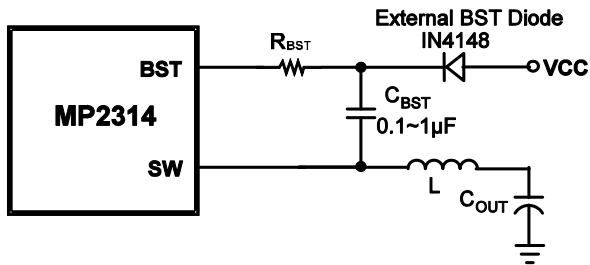 External BST Diode
IN4148
RBST
BST
VCC
CBST
0.1~1µF
MP2314
SW
L
COUT